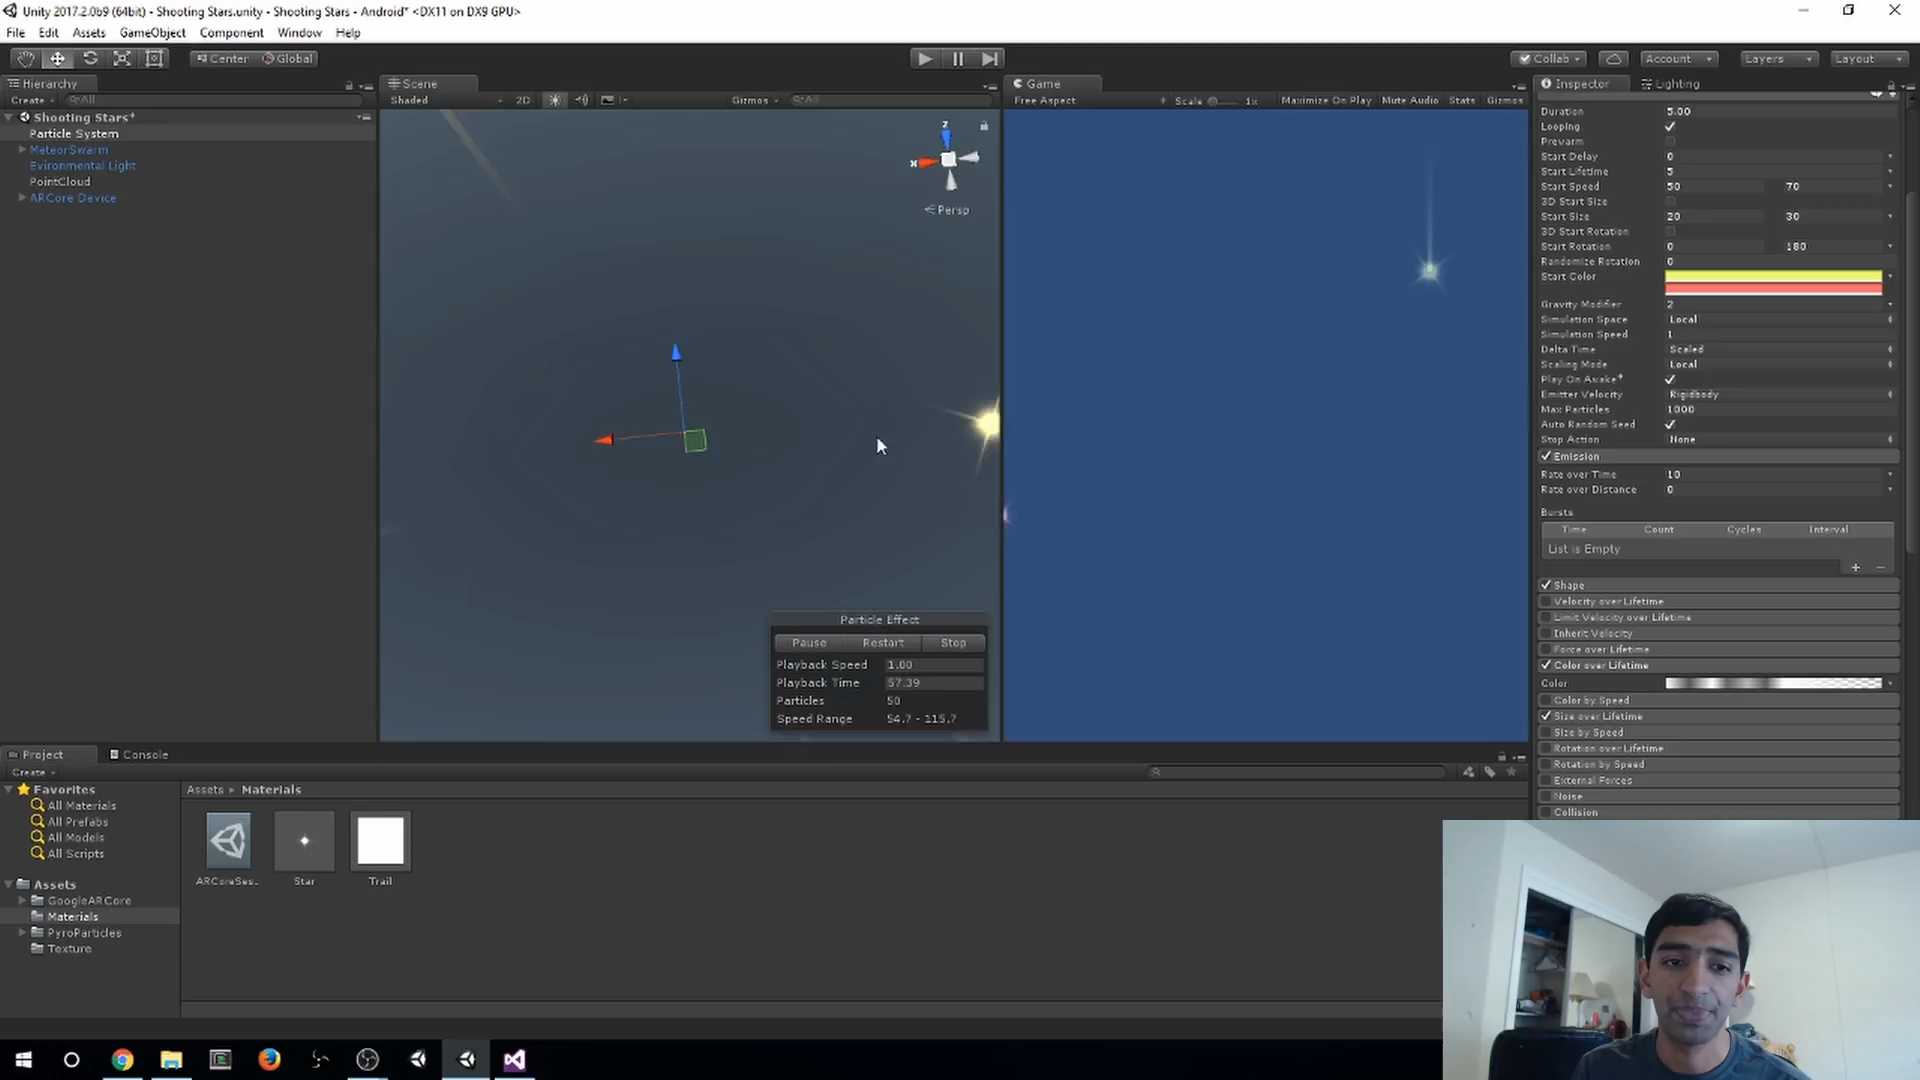 Unity 2017.2.0b9 (64bit) - Shooting Stars.unity - Shooting Stars - Android* <DX11 on DX9 GPU>
File Edit Assets GameObject Component Window Help
Center Global
Collab Account Layers Layout
Hierarchy
Create All
Shooting Stars*
Particle System
MeteorSwarm
Evironmental Light
PointCloud
ARCore Device
Scene
Shaded 2D Gizmos All
z
x
Persp
Particle Effect
Pause Restart Stop
Playback Speed 1.00
Playback Time 57.39
Particles 50
Speed Range 54.7 - 115.7
Game
Free Aspect Scale 1x Maximize On Play Mute Audio Stats Gizmos
Inspector Lighting
Duration 5.00
Looping
Prewarm
Start Delay 0
Start Lifetime 5
Start Speed 50 70
3D Start Size
Start Size 20 30
3D Start Rotation
Start Rotation 0 180
Randomize Rotation 0
Start Color
Gravity Modifier 2
Simulation Space Local
Simulation Speed 1
Delta Time Scaled
Scaling Mode Local
Play On Awake*
Emitter Velocity Rigidbody
Max Particles 1000
Auto Random Seed
Stop Action None
Emission
Rate over Time 10
Rate over Distance 0
Bursts
Time Count Cycles Interval
List is Empty
Shape
Velocity over Lifetime
Limit Velocity over Lifetime
Inherit Velocity
Force over Lifetime
Color over Lifetime
Color
Color by Speed
Size over Lifetime
Size by Speed
Rotation over Lifetime
Rotation by Speed
External Forces
Noise
Collision
Project Console
Create
Favorites
All Materials
All Prefabs
All Models
All Scripts
Assets
GoogleARCore
Materials
PyroParticles
Texture
Assets Materials
ARCoreSes... Star Trail